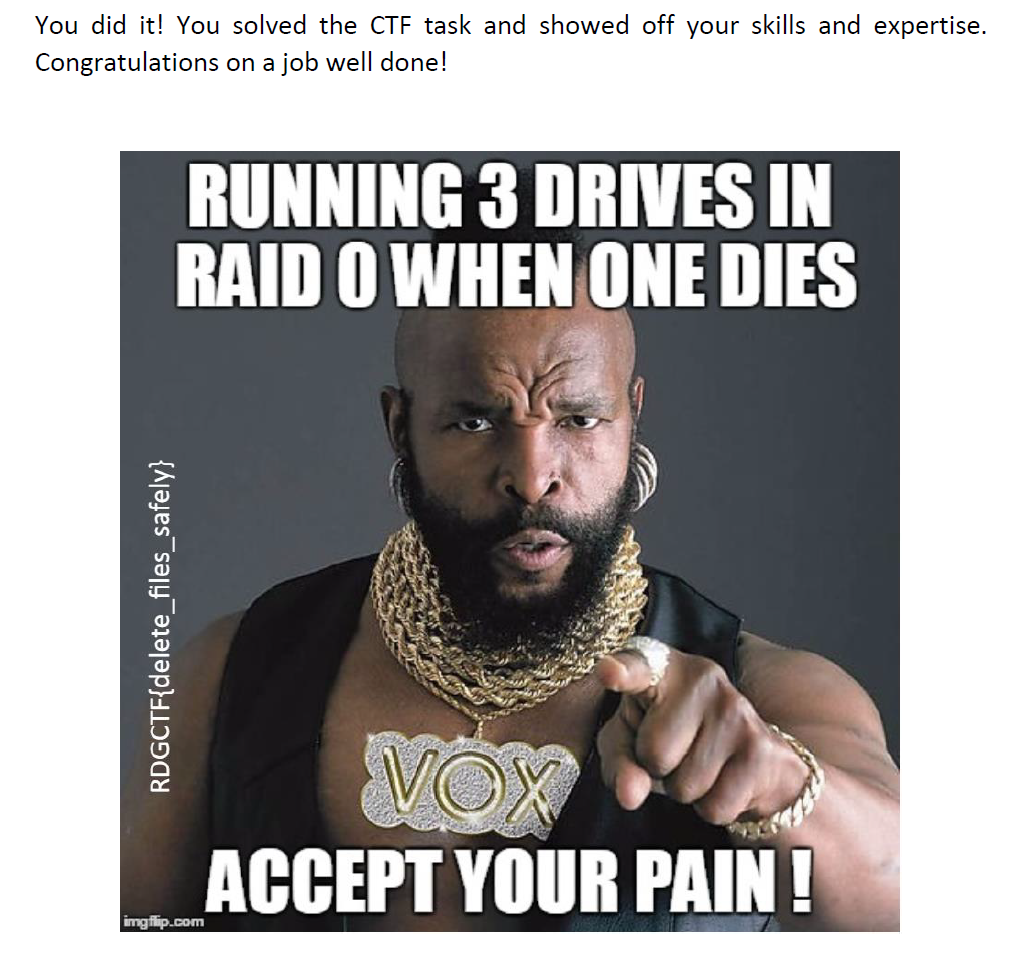 You did it! You solved the CTF task and showed off your skills and expertise.
Congratulations on a job well done!
RUNNING 3 DRIVES IN
RAID 0 WHEN ONE DIES
RDGCTF{delete_files_safely}
VOX
ACCEPT YOUR PAIN !
imgflip.com